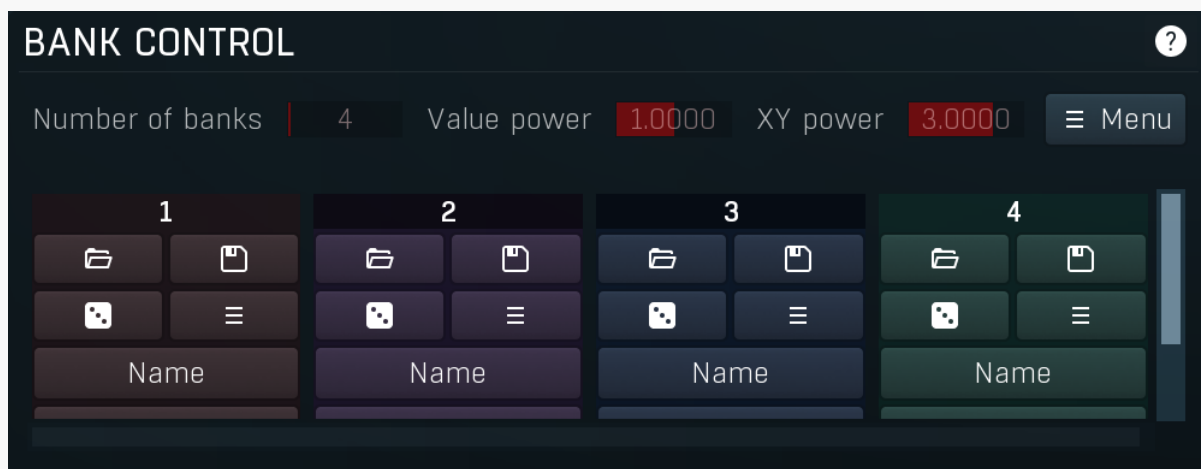 BANK CONTROL ?
Number of banks 4 Value power 1.0000 XY power 3.0000 Menu
1 2 3 4
Name Name Name Name